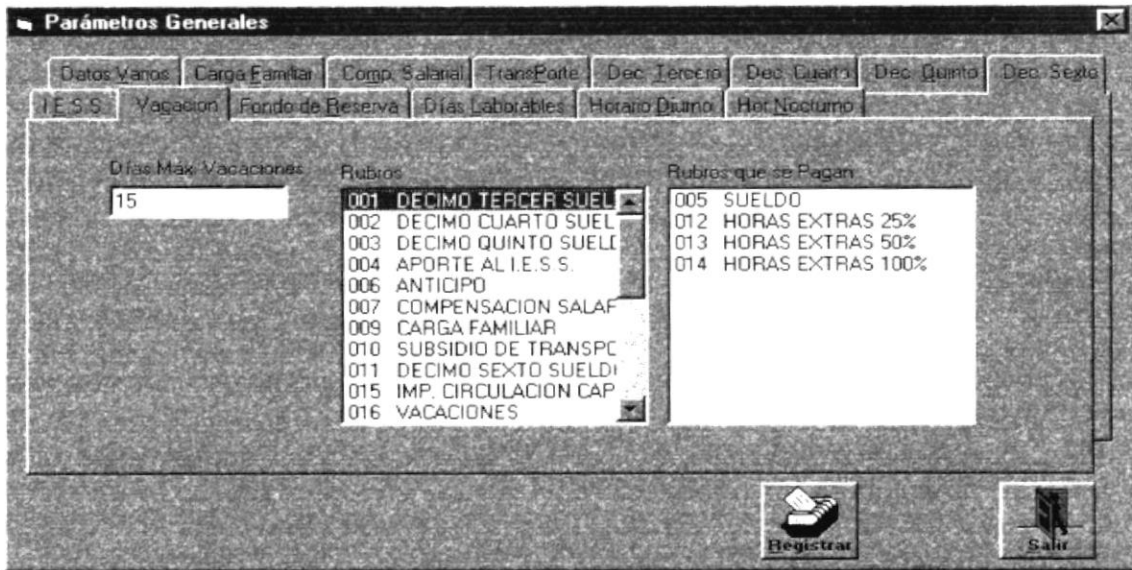 Parámetros Generales
Datos Varios Carga Familiar Comp. Salarial TransPorte Dec. Tercero Dec. Cuarto Dec. Quinto Dec. Sexto
I.E.S.S. Vagacion Fondo de Reserva Días Laborables Horario Diurno Hor.Nocturno
Días Máx. Vacaciones Rubros Rubros que se Pagan
15
001 DECIMO TERCER SUEL
002 DECIMO CUARTO SUEL
003 DECIMO QUINTO SUELD
004 APORTE AL I.E.S.S.
006 ANTICIPO
007 COMPENSACION SALAR
009 CARGA FAMILIAR
010 SUBSIDIO DE TRANSPO
011 DECIMO SEXTO SUELD
015 IMP. CIRCULACION CAP
016 VACACIONES
005 SUELDO
012 HORAS EXTRAS 25%
013 HORAS EXTRAS 50%
014 HORAS EXTRAS 100%
Registrar Salir